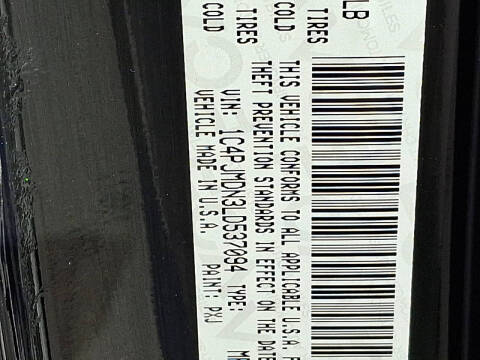 LB
TIRES COLD
TIRES COLD
THIS VEHICLE CONFORMS TO ALL APPLICABLE U.S.A. F
THEFT PREVENTION STANDARDS IN EFFECT ON THE DATE
VIN: 1C4PJMDN3LD537094 TYPE: M
VEHICLE MADE IN U.S.A. PAINT: PXJ